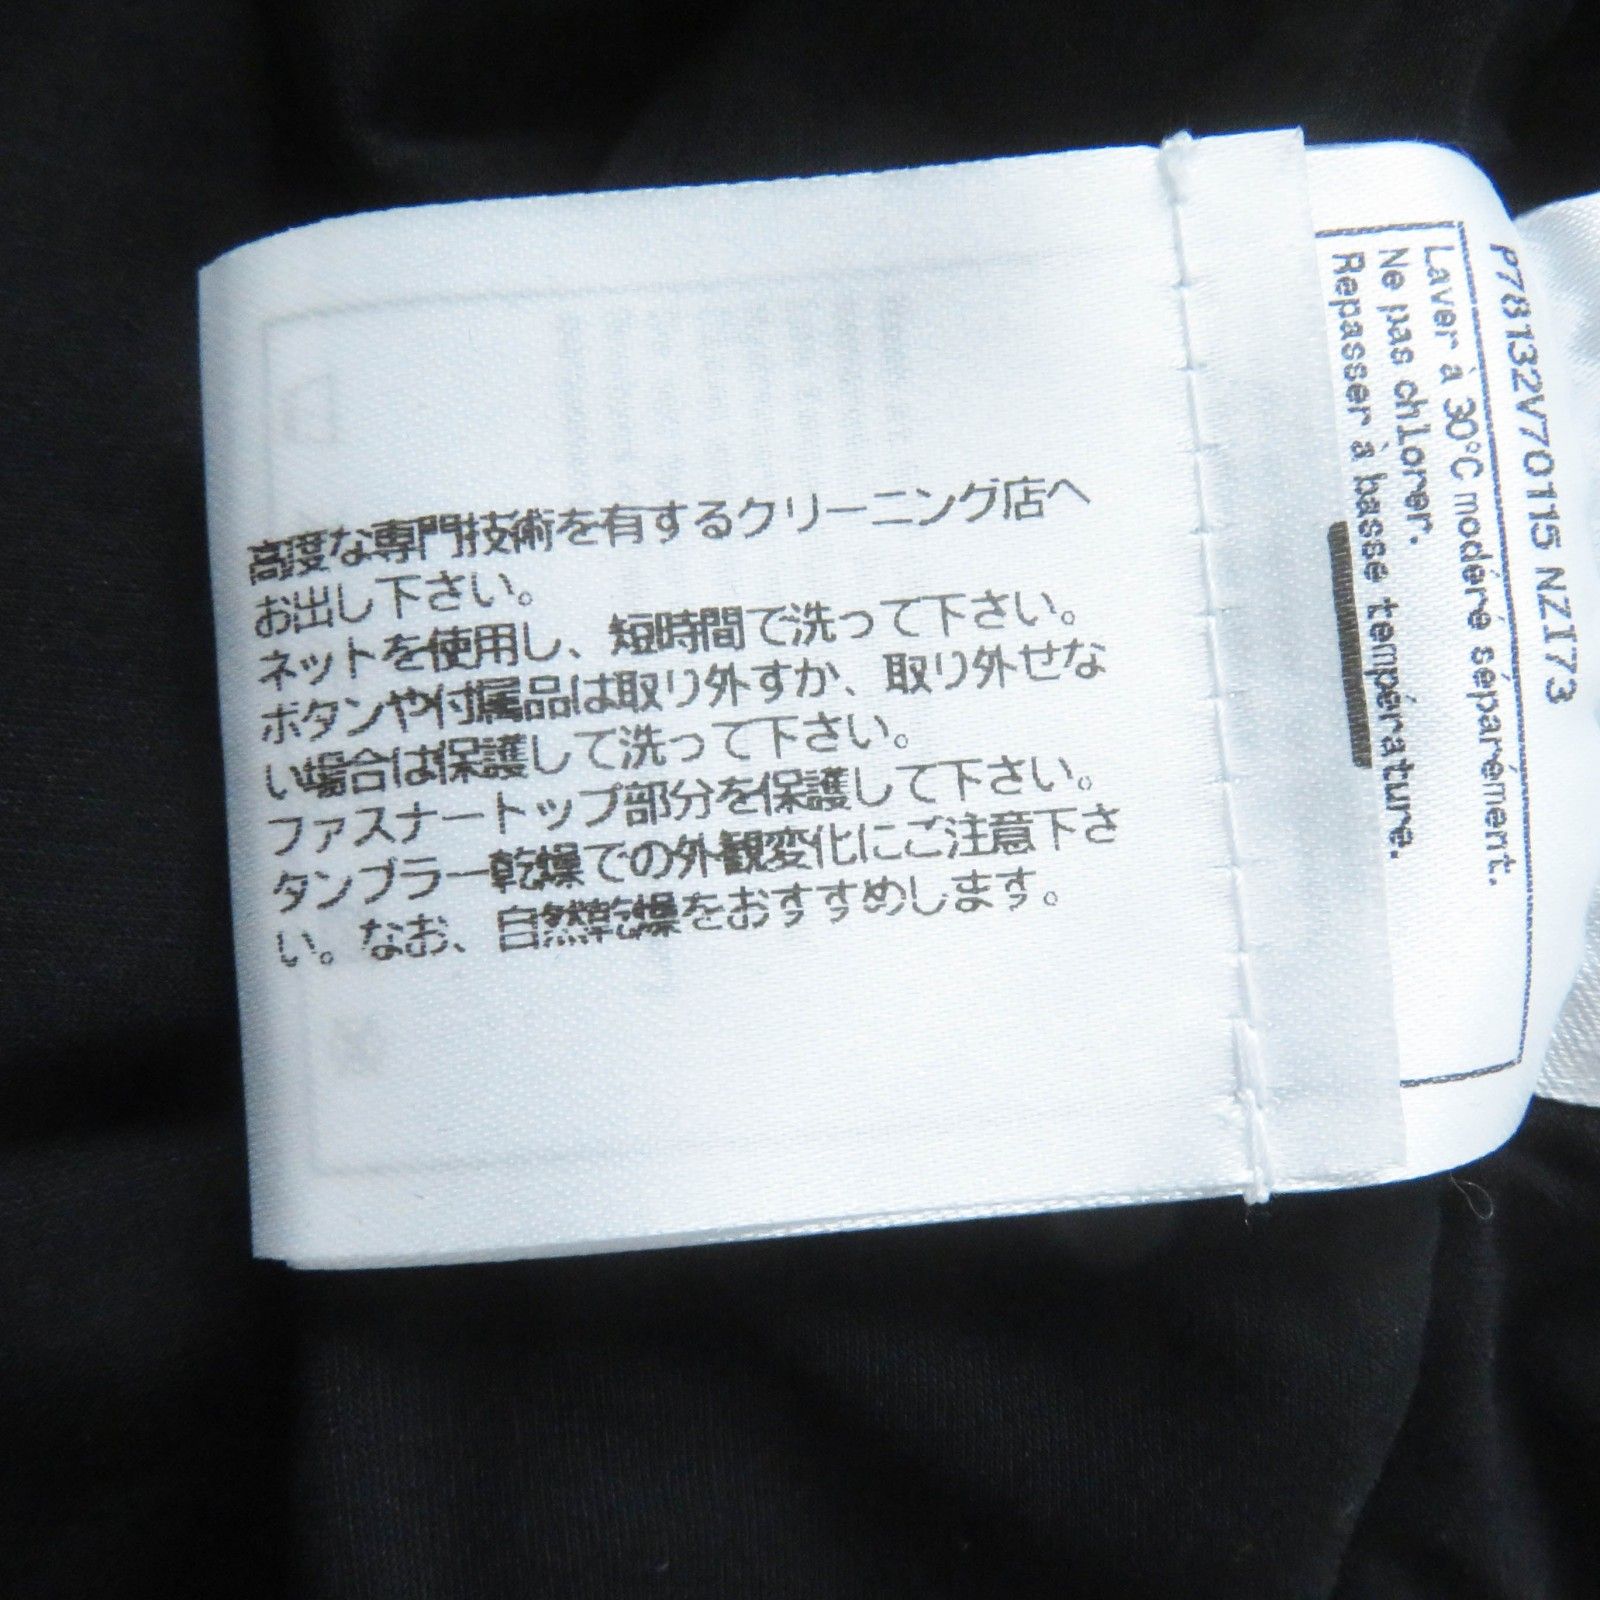 高度な専門技術を有するクリーニング店へ
お出し下さい。
ネットを使用し、短時間で洗って下さい。
ボタンや付属品は取り外すか、取り外せな
い場合は保護して洗って下さい。
ファスナートップ部分を保護して下さい。
タンブラー乾燥での外観変化にご注意下さ
い。なお、自然乾燥をおすすめします。
P78132V70115 NZI73
Laver à 30°C modéré séparément.
Ne pas chlorer.
Repasser à basse température.